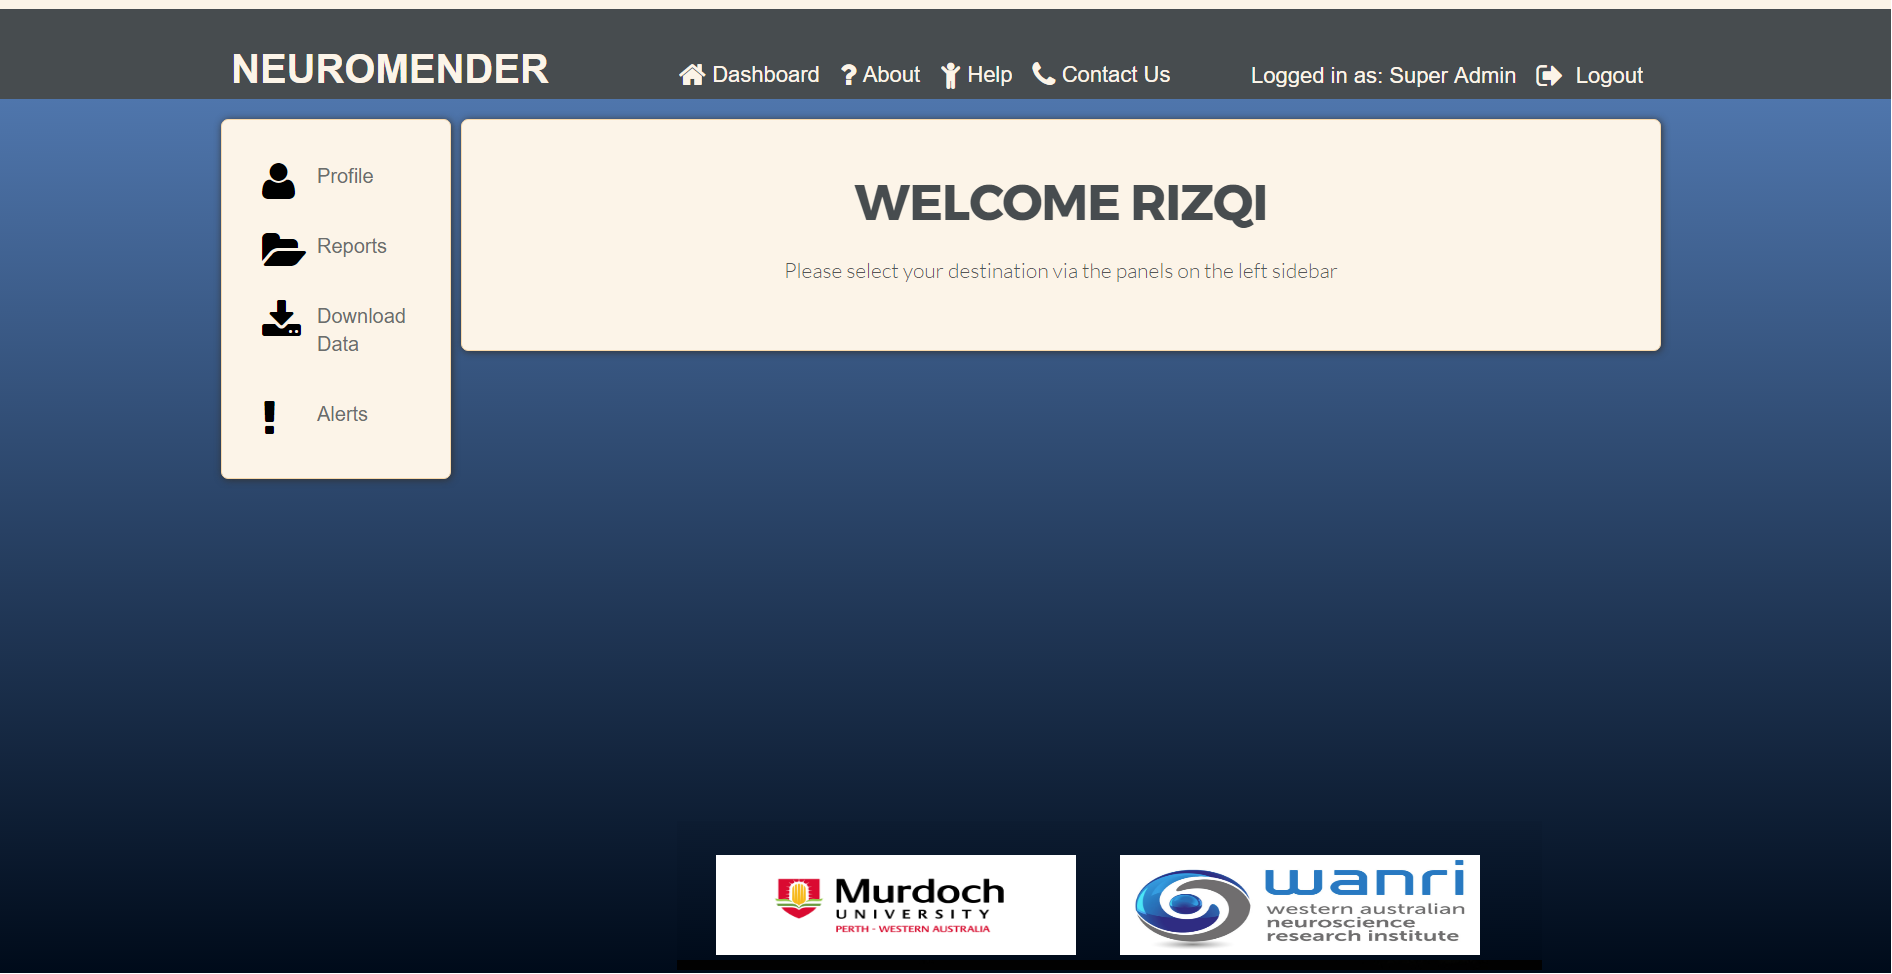 NEUROMENDER
Dashboard
About
Help
Contact Us
Logged in as: Super Admin
Logout
Profile
Reports
Download
Data
Alerts
WELCOME RIZQI
Please select your destination via the panels on the left sidebar
Murdoch
UNIVERSITY
PERTH - WESTERN AUSTRALIA
wanri
western australian
neuroscience
research institute